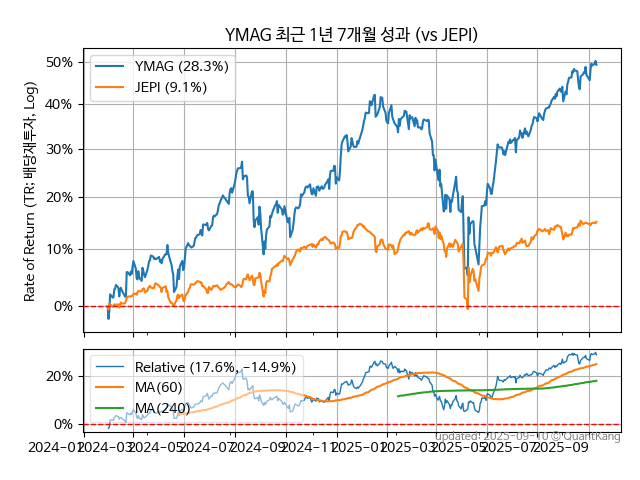 YMAG 최근 1년 7개월 성과 (vs JEPI)
Rate of Return (TR: 배당재투자, Log)
50%
40%
30%
20%
10%
0%
YMAG (28.3%)
JEPI (9.1%)
20%
0%
Relative (17.6%, -14.9%)
MA(60)
MA(240)
2024-01 2024-03 2024-05 2024-07 2024-09 2024-11 2025-01 2025-03 2025-05 2025-07 2025-09
updated: 2025-09-10 © QuantKang